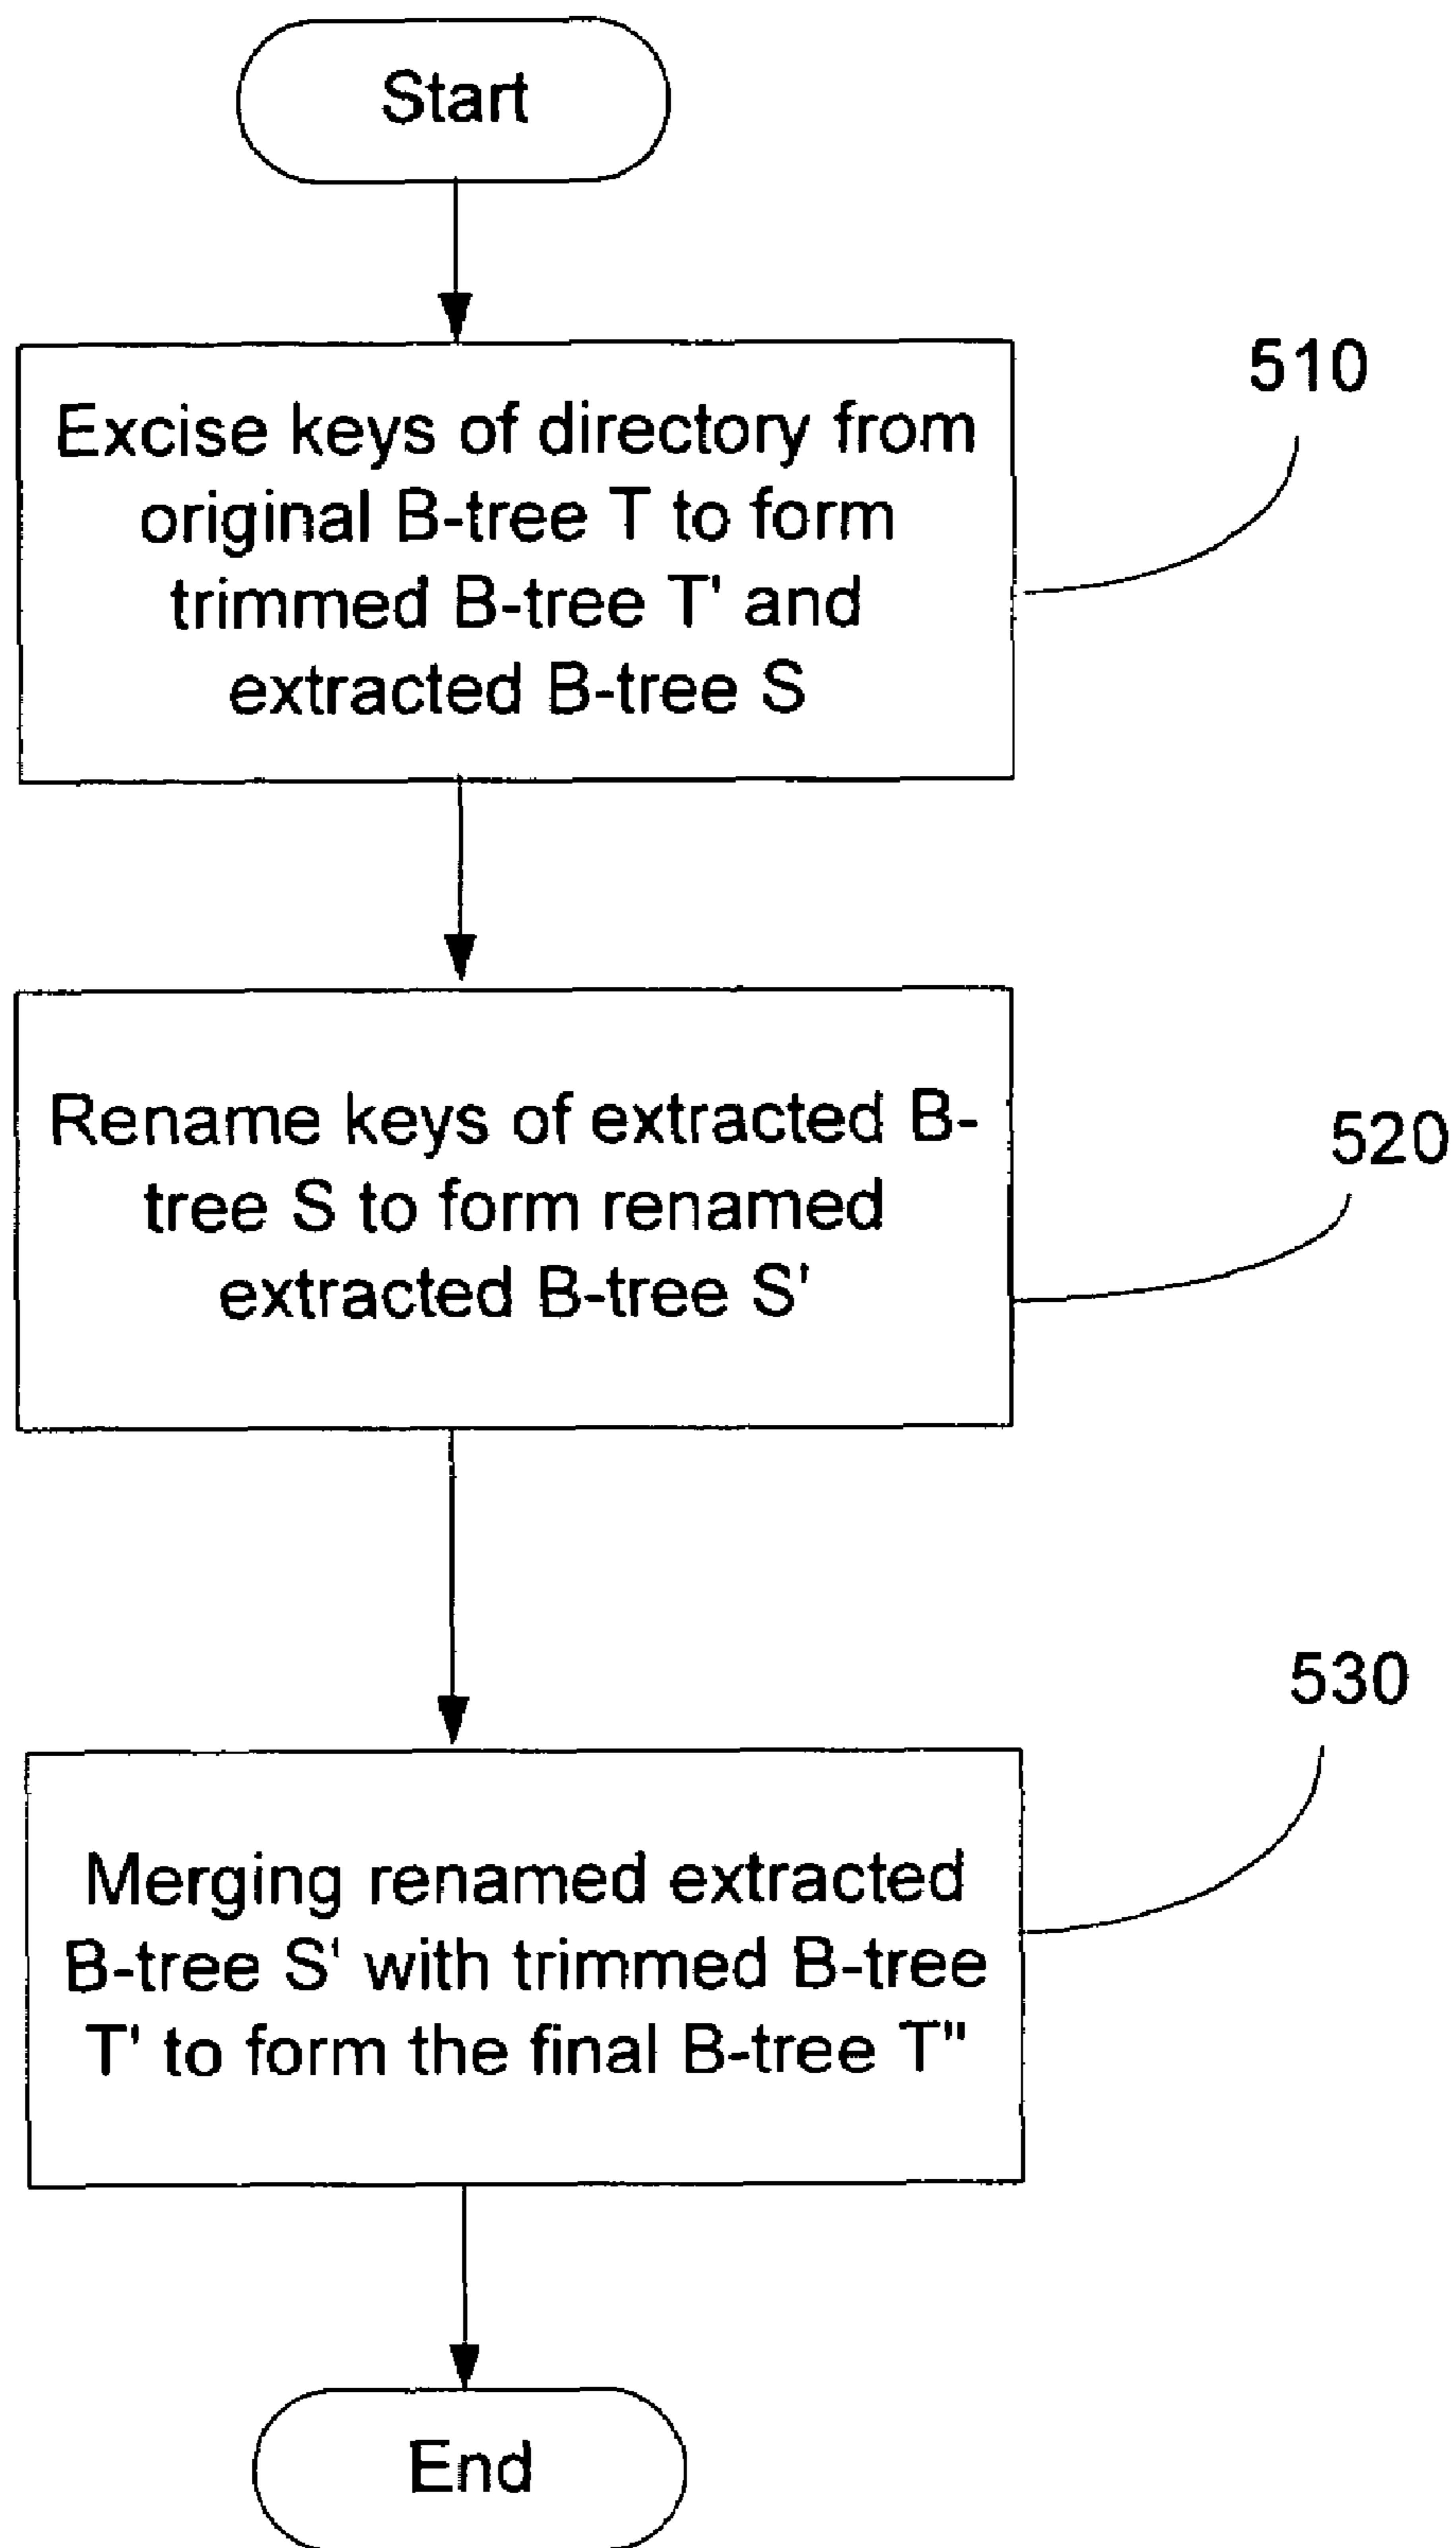 Start
Excise keys of directory from
original B-tree T to form
trimmed B-tree T' and
extracted B-tree S
510
Rename keys of extracted B-
tree S to form renamed
extracted B-tree S'
520
Merging renamed extracted
B-tree S' with trimmed B-tree
T' to form the final B-tree T"
530
End